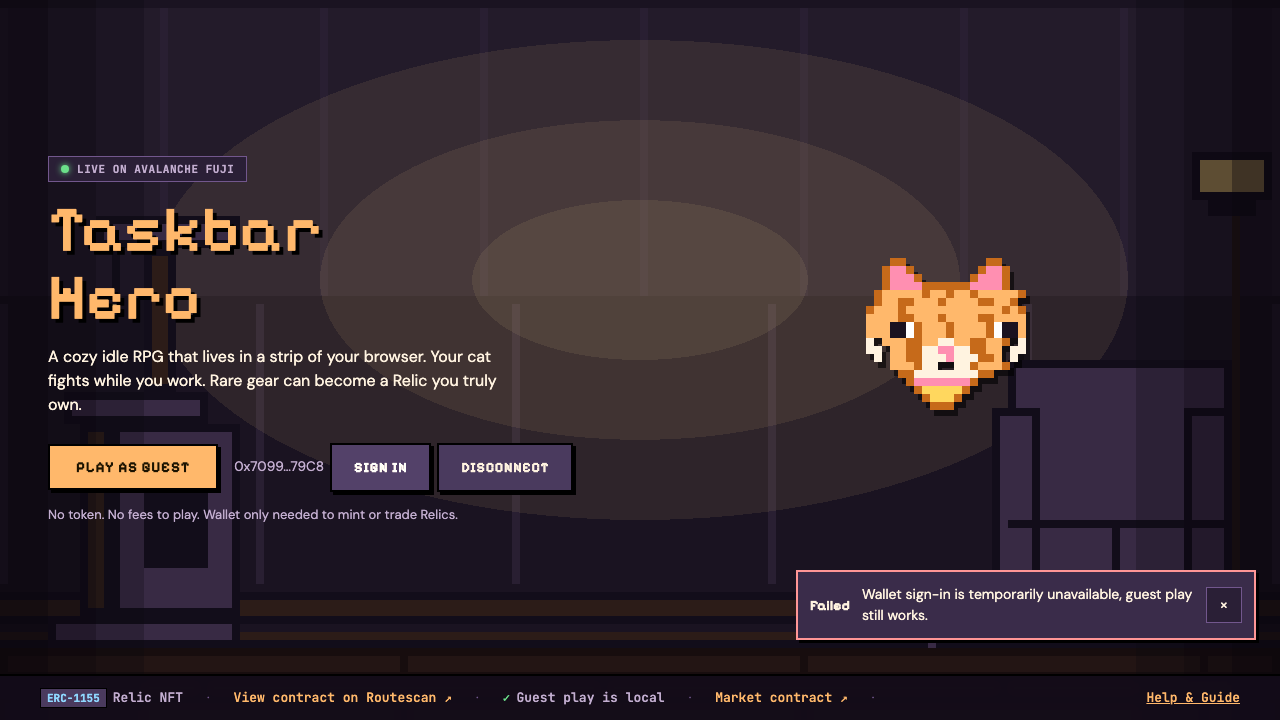 LIVE ON AVALANCHE FUJI
Taskbar
Hero
A cozy idle RPG that lives in a strip of your browser. Your cat
fights while you work. Rare gear can become a Relic you truly
own.
PLAY AS GUEST
0x7099…79C8
SIGN IN
DISCONNECT
No token. No fees to play. Wallet only needed to mint or trade Relics.
Failed
Wallet sign-in is temporarily unavailable, guest play
still works.
×
ERC-1155 Relic NFT · View contract on Routescan ↗ · ✓ Guest play is local · Market contract ↗ ·
Help & Guide